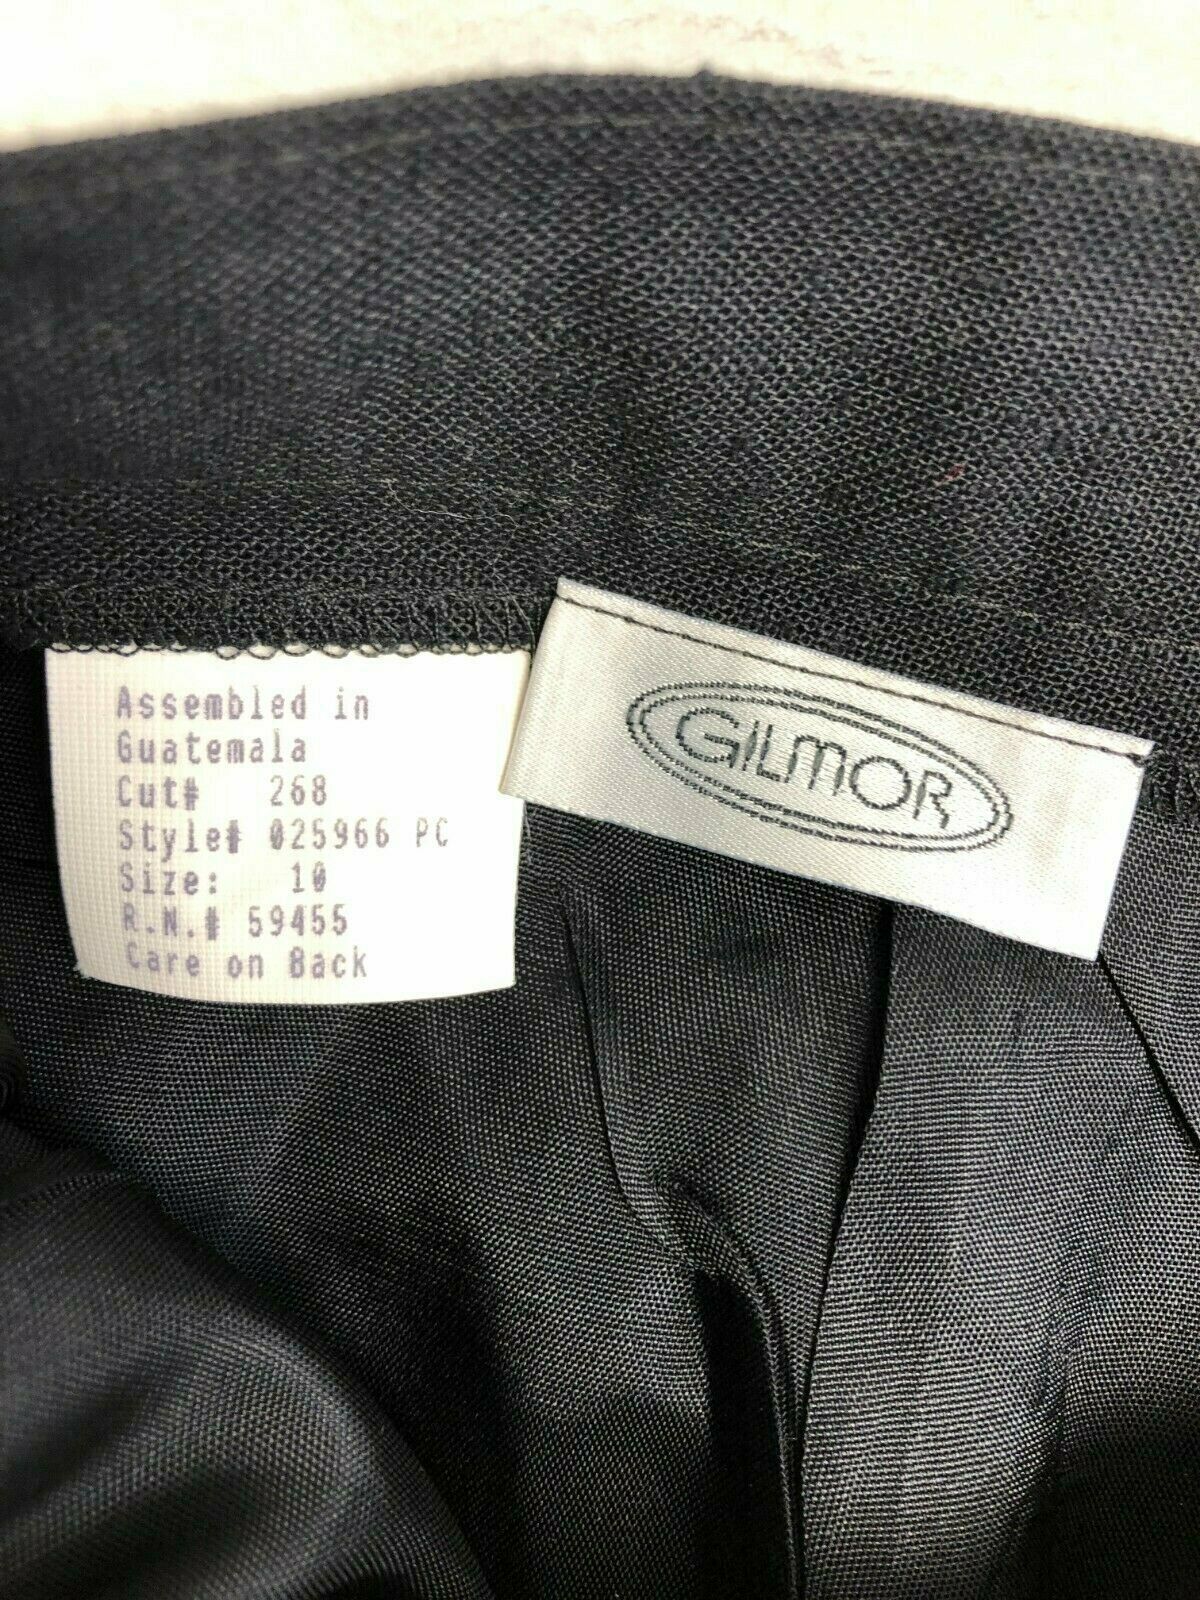 Assembled in
Guatemala
Cut# 268
Style# 025966 PC
Size: 10
R.N.# 59455
Care on Back
GILMOR